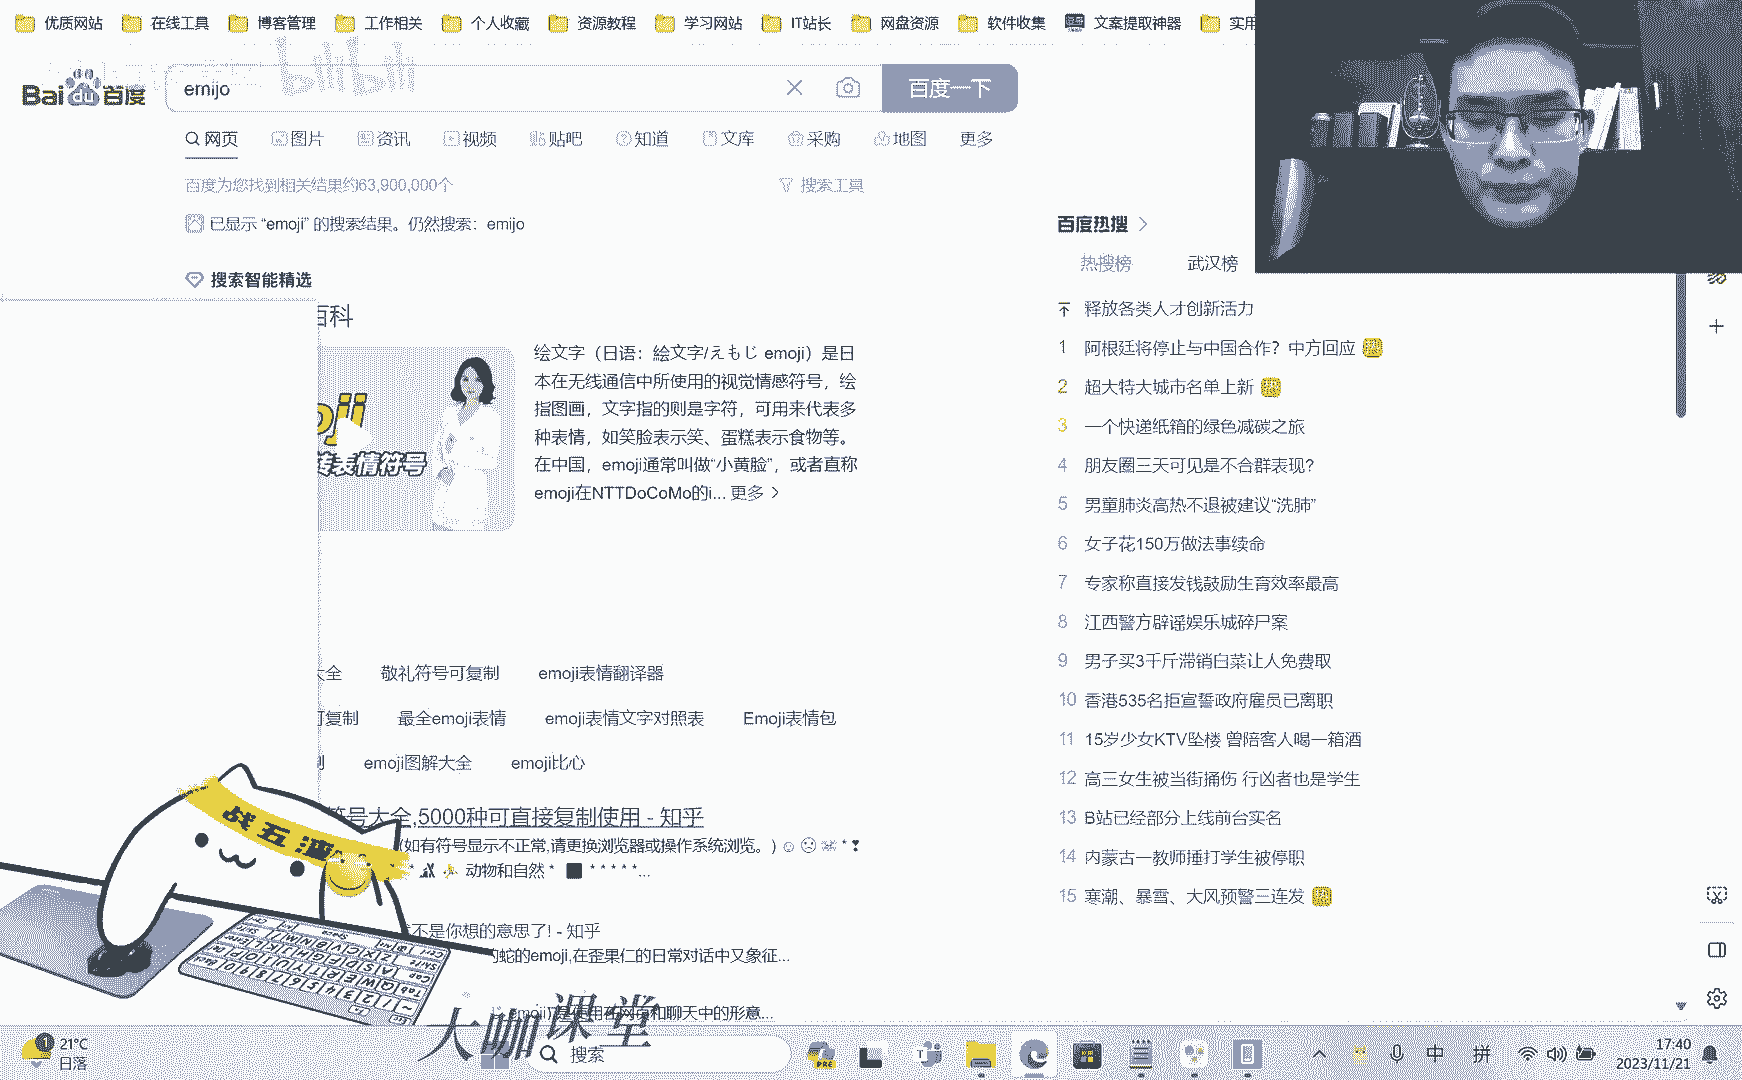 优质网站 在线工具 博客管理 工作相关 个人收藏 资源教程 学习网站 IT站长 网盘资源 软件收集 文案提取神器 实用
bilibili
Bai du 百度 emijo 百度一下
网页 图片 资讯 视频 贴吧 知道 文库 采购 地图 更多
百度为您找到相关结果约63,900,000个 搜索工具
已显示 “emoji” 的搜索结果。仍然搜索：emijo
搜索智能精选
百科
绘文字（日语：绘文字/えもじ emoji）是日
本在无线通信中所使用的视觉情感符号，绘
指图画，文字指的则是字符，可用来代表多
种表情，如笑脸表示笑、蛋糕表示食物等。
在中国，emoji通常叫做“小黄脸”，或者直称
emoji在NTTDoCoMo的i... 更多 >
oji
表情符号
大全 敬礼符号可复制 emoji表情翻译器
可复制 最全emoji表情 emoji表情文字对照表 Emoji表情包
emoji图解大全 emoji比心
符号大全,5000种可直接复制使用 - 知乎
(如有符号显示不正常,请更换浏览器或操作系统浏览。) ☺ ☹ ☠ * ❣
动物和自然 * ⬛ * * * * *...
不是你想的意思了! - 知乎
的蛇的emoji,在歪果仁的日常对话中又象征...
emoji)是使用在网页和聊天中的形意...
百度热搜 >
热搜榜 武汉榜
释放各类人才创新活力
1 阿根廷将停止与中国合作？中方回应
2 超大特大城市名单上新
3 一个快递纸箱的绿色减碳之旅
4 朋友圈三天可见是不合群表现？
5 男童肺炎高热不退被建议“洗肺”
6 女子花150万做法事续命
7 专家称直接发钱鼓励生育效率最高
8 江西警方辟谣娱乐城碎尸案
9 男子买3千斤滞销白菜让人免费取
10 香港535名拒宣誓政府雇员已离职
11 15岁少女KTV坠楼 曾陪客人喝一箱酒
12 高三女生被当街捅伤 行凶者也是学生
13 B站已经部分上线前台实名
14 内蒙古一教师捶打学生被停职
15 寒潮、暴雪、大风预警三连发
战五渣
大咖课堂
1 21°C
日落
搜索
PRE
中 拼
17:40
2023/11/21